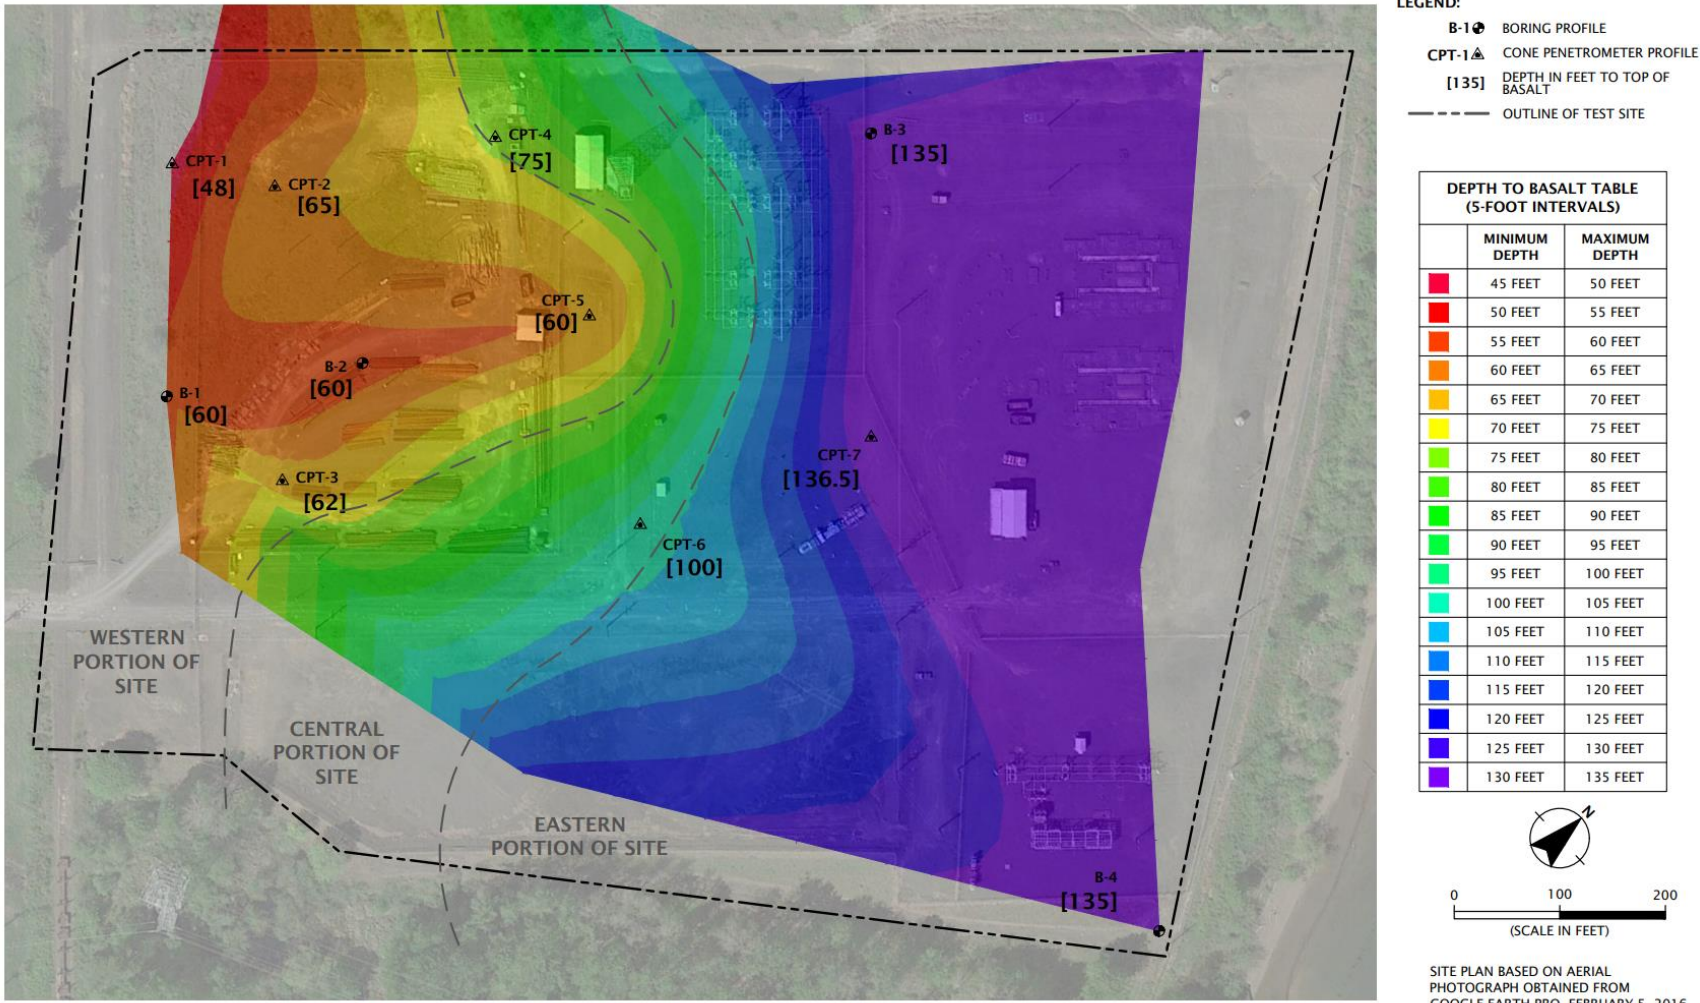 LEGEND:
B-1 BORING PROFILE
CPT-1 CONE PENETROMETER PROFILE
[135] DEPTH IN FEET TO TOP OF
BASALT
OUTLINE OF TEST SITE
CPT-1
[48]
CPT-2
[65]
CPT-4
[75]
B-3
[135]
CPT-5
[60]
B-2
[60]
B-1
[60]
CPT-3
[62]
CPT-7
[136.5]
CPT-6
[100]
WESTERN
PORTION OF
SITE
CENTRAL
PORTION OF
SITE
EASTERN
PORTION OF SITE
B-4
[135]
DEPTH TO BASALT TABLE
(5-FOOT INTERVALS)
MINIMUM DEPTH MAXIMUM DEPTH
45 FEET 50 FEET
50 FEET 55 FEET
55 FEET 60 FEET
60 FEET 65 FEET
65 FEET 70 FEET
70 FEET 75 FEET
75 FEET 80 FEET
80 FEET 85 FEET
85 FEET 90 FEET
90 FEET 95 FEET
95 FEET 100 FEET
100 FEET 105 FEET
105 FEET 110 FEET
110 FEET 115 FEET
115 FEET 120 FEET
120 FEET 125 FEET
125 FEET 130 FEET
130 FEET 135 FEET
N
0 100 200
(SCALE IN FEET)
SITE PLAN BASED ON AERIAL
PHOTOGRAPH OBTAINED FROM
GOOGLE EARTH PRO, FEBRUARY 5, 2016